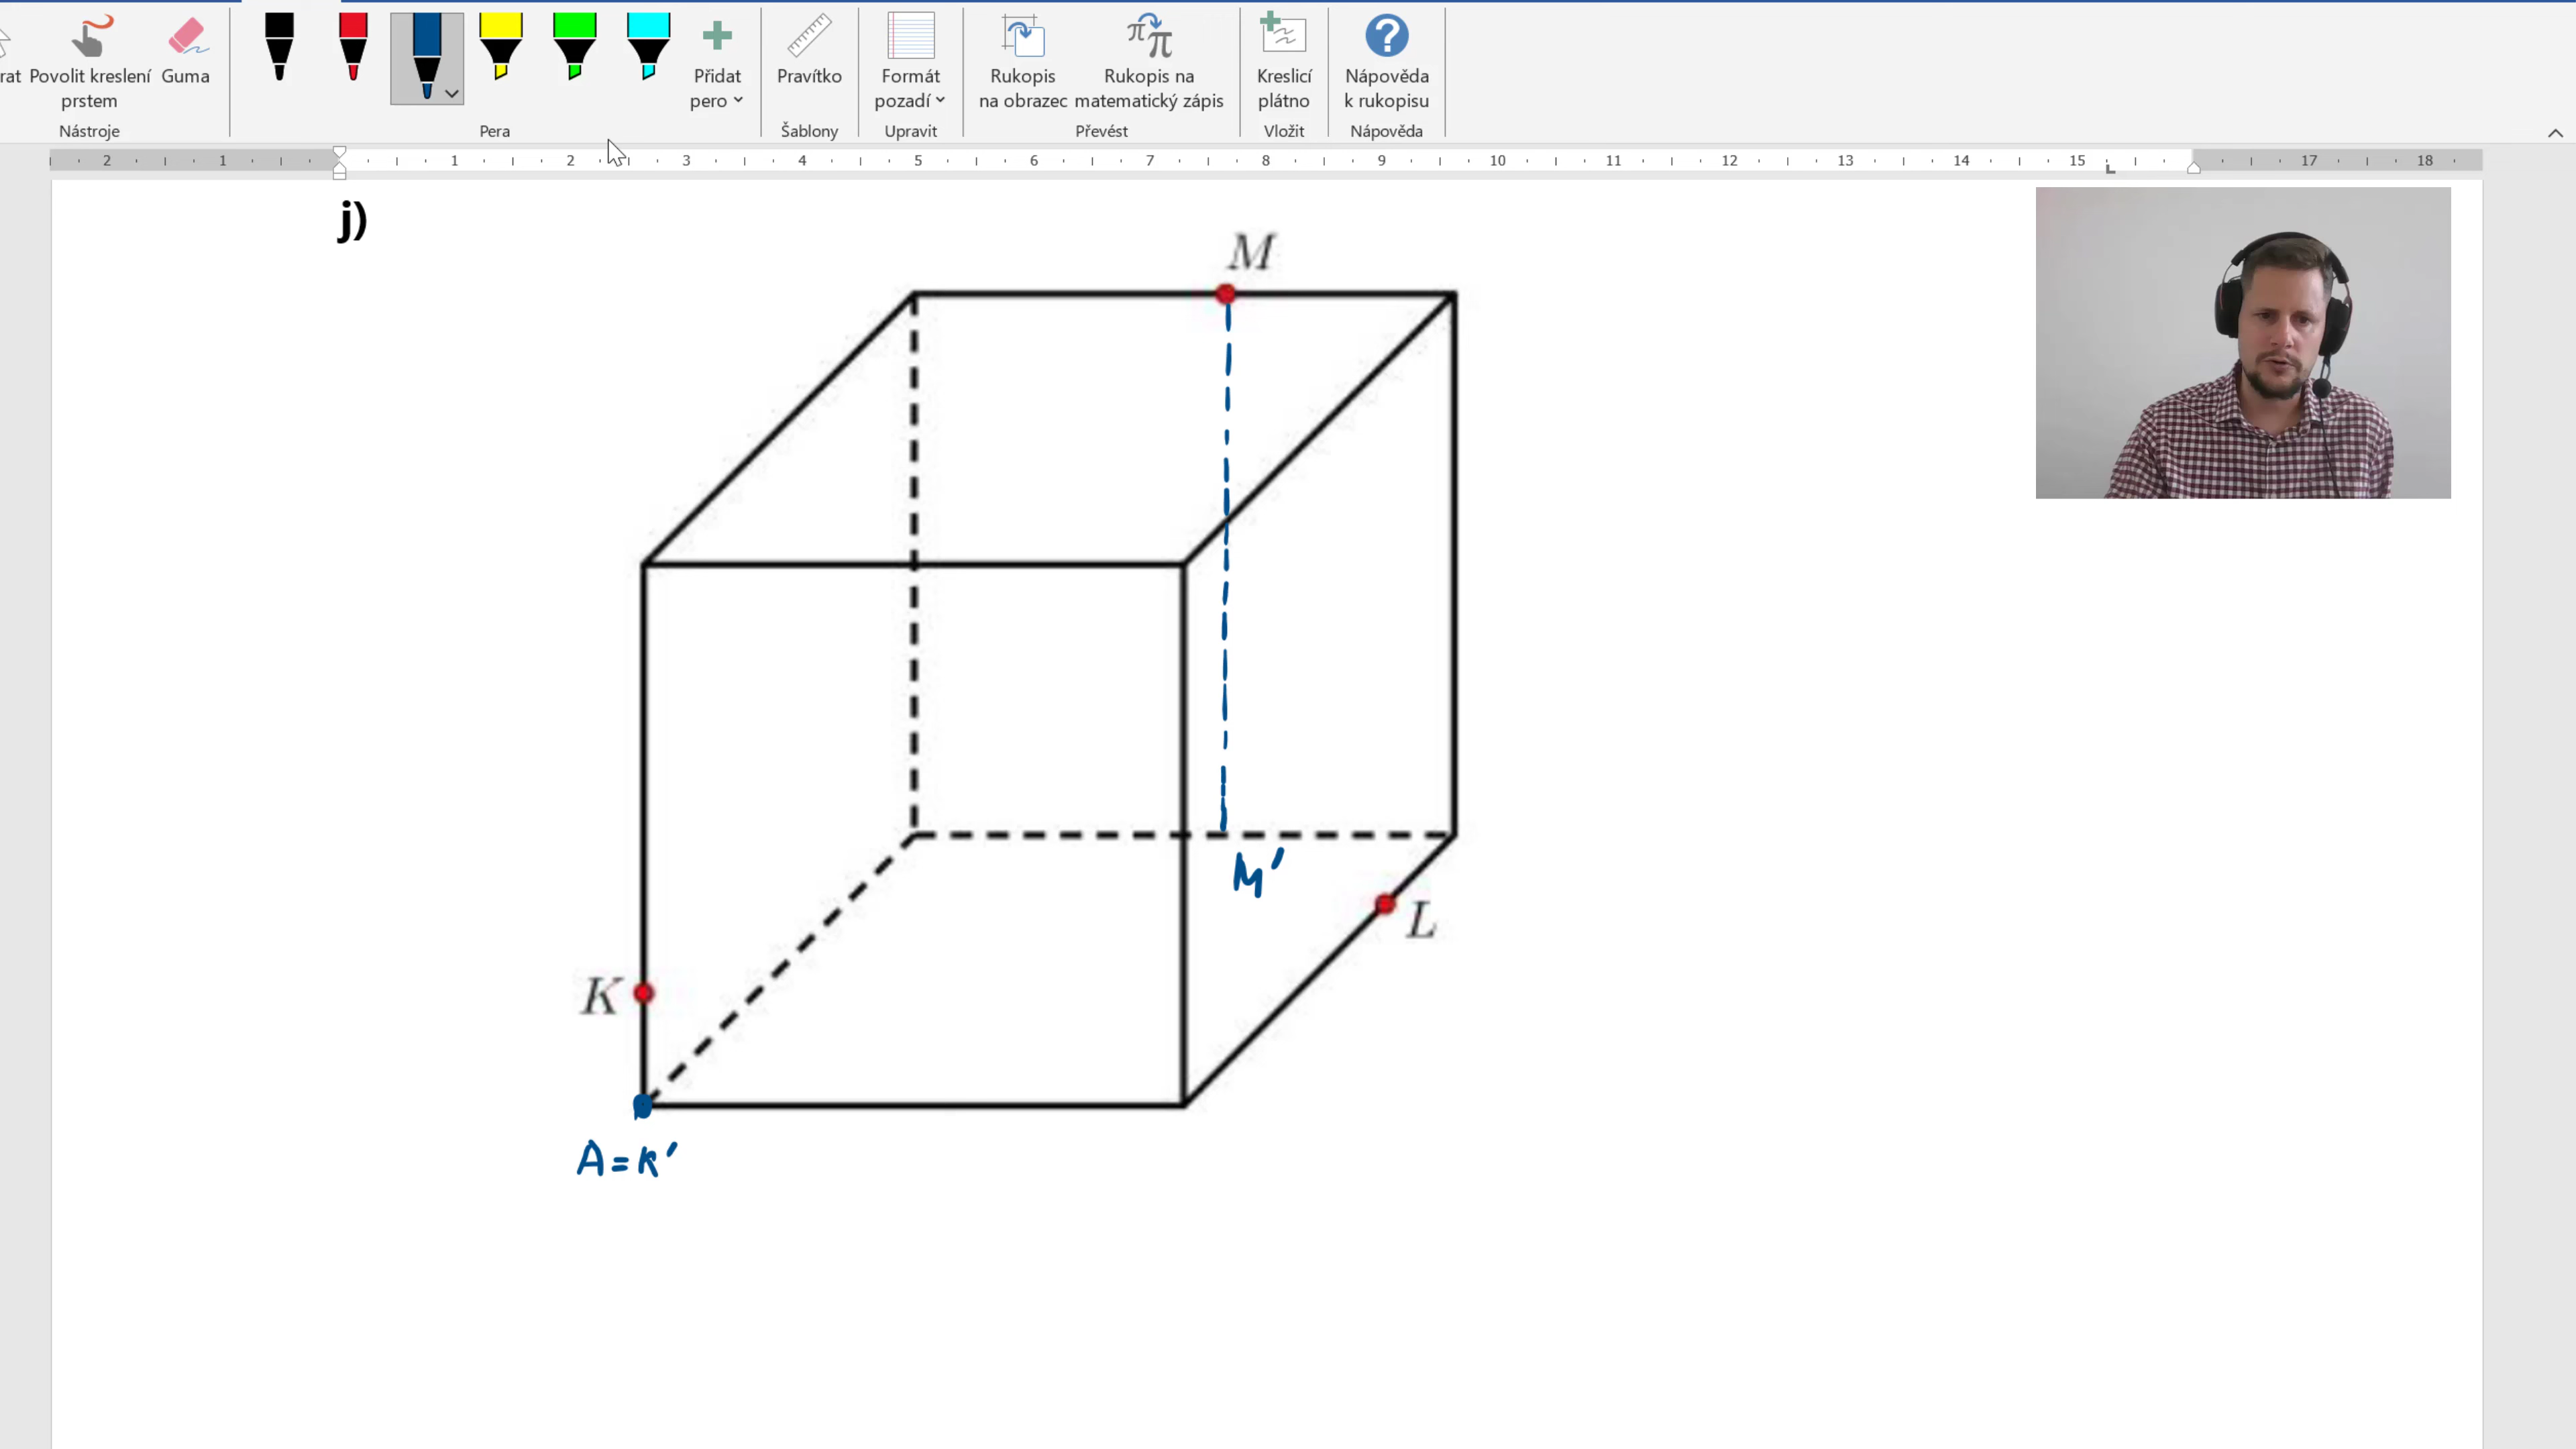 rat Povolit kreslení prstem Guma Přidat pero Pravítko Formát pozadí Rukopis na obrazec Rukopis na matematický zápis Kreslicí plátno Nápověda k rukopisu
Nástroje Pera Šablony Upravit Převést Vložit Nápověda
2 1 1 2 3 4 5 6 7 8 9 10 11 12 13 14 15 17 18
j)
M
M'
L
K
A=K'